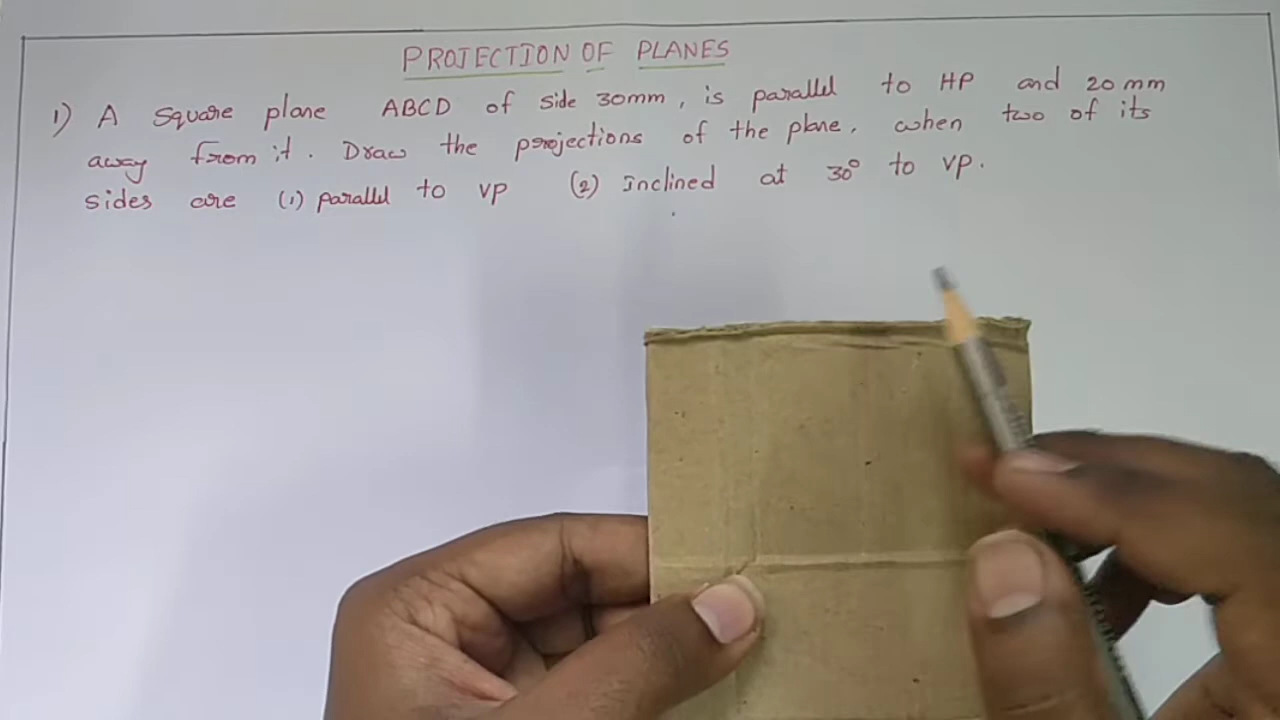 PROJECTION OF PLANES
1) A square plane ABCD of side 30mm, is parallel to HP and 20 mm
away from it. Draw the projections of the plane, when two of its
sides are (1) parallel to VP (2) Inclined at 30° to VP.